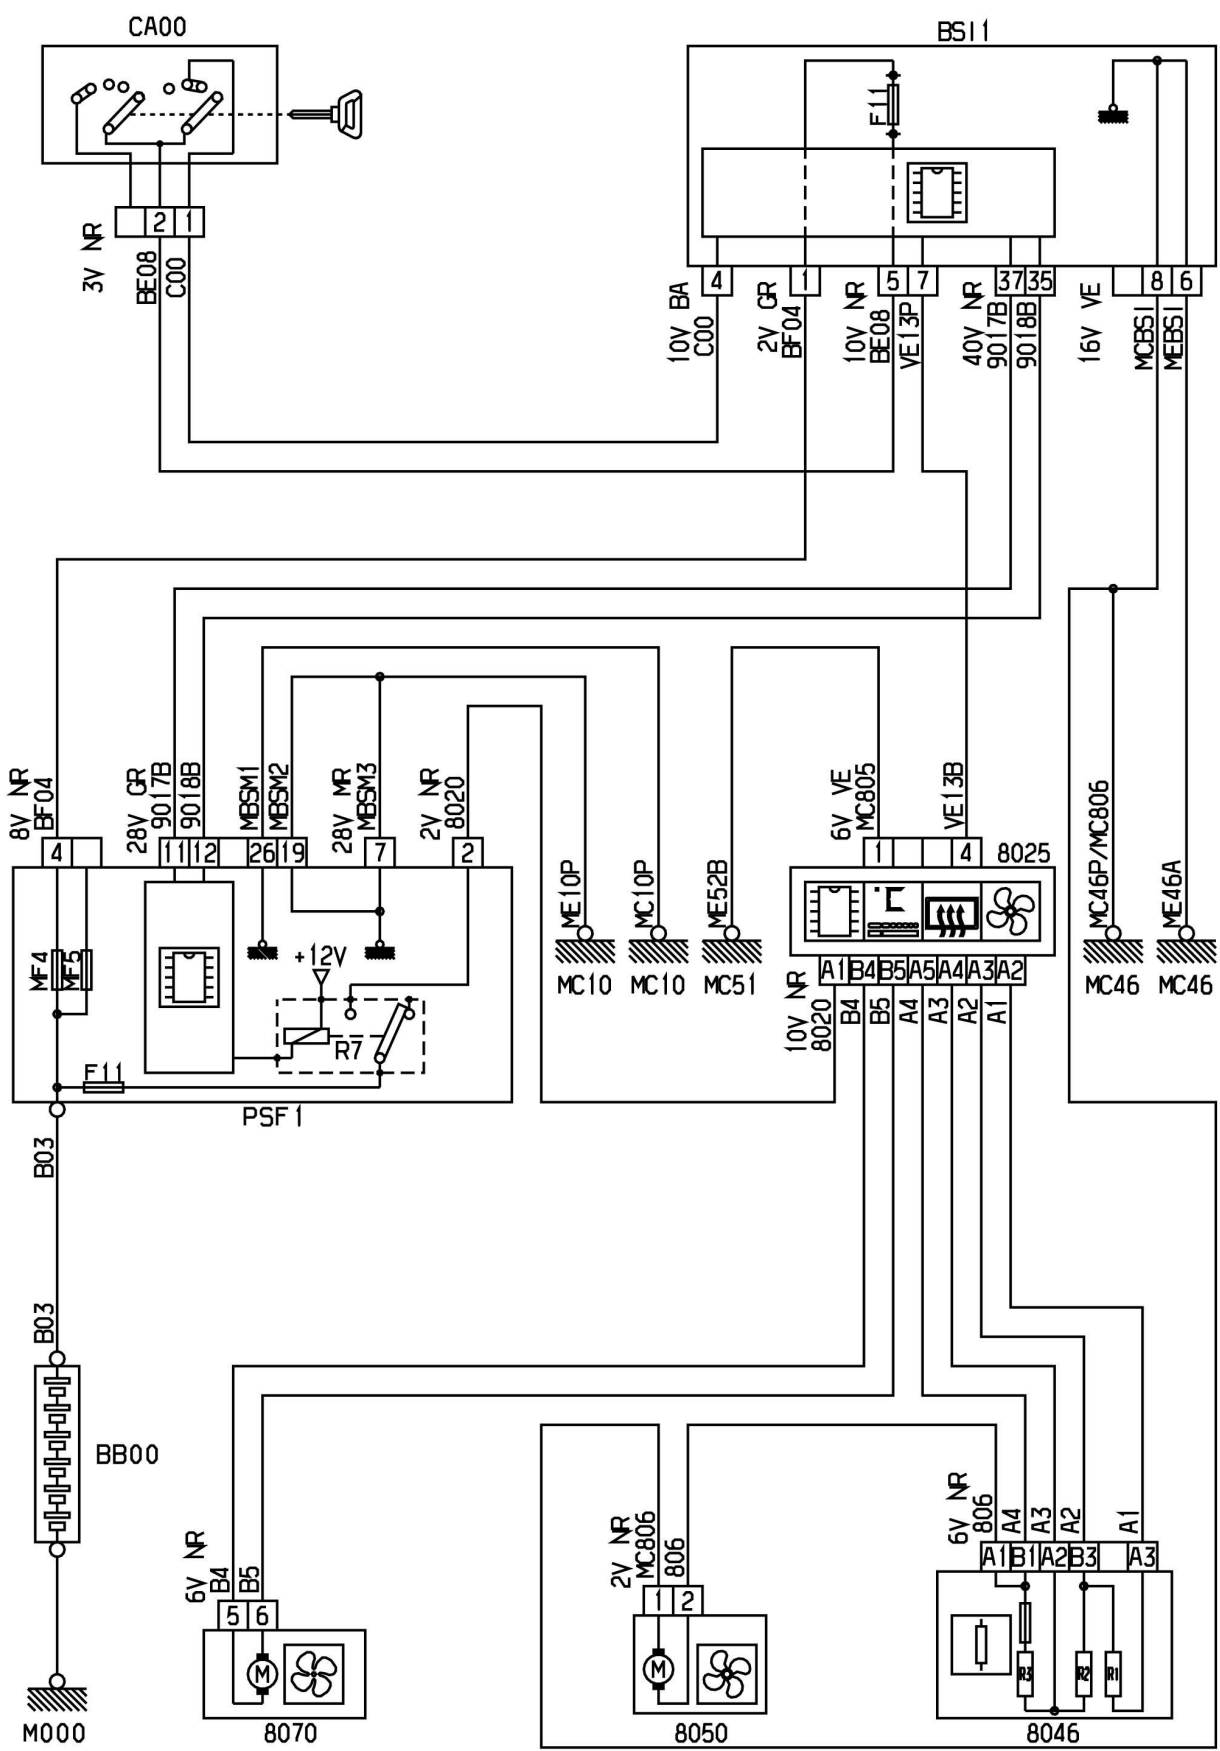 CA00
BSI1
F11
2
1
3V NR
BE08
C00
4
1
5
7
37
35
8
6
10V BA
C00
2V GR
BF04
10V NR
BE08
VE13P
40V NR
9017B
9018B
16V VE
MCBSI
MEBSI
8V NR
BF04
28V GR
9017B
9018B
MBSM1
MBSM2
28V MR
MBSM3
2V NR
8020
6V VE
MC805
VE13B
4
11
12
26
19
7
2
1
4
8025
ME10P
MC10P
ME52B
MC46P/MC806
ME46A
°C
MF4
MF5
+12V
MC10
MC10
MC51
MC46
MC46
A1
B4
B5
A5
A4
A3
A2
10V NR
8020
B4
B5
A4
A3
A2
A1
R7
F11
PSF1
B03
B03
BB00
6V NR
B4
B5
2V NR
MC806
806
6V NR
806
A4
A3
A2
A1
A1
B1
A2
B3
A3
5
6
1
2
M
M
R3
R2
R1
M000
8070
8050
8046